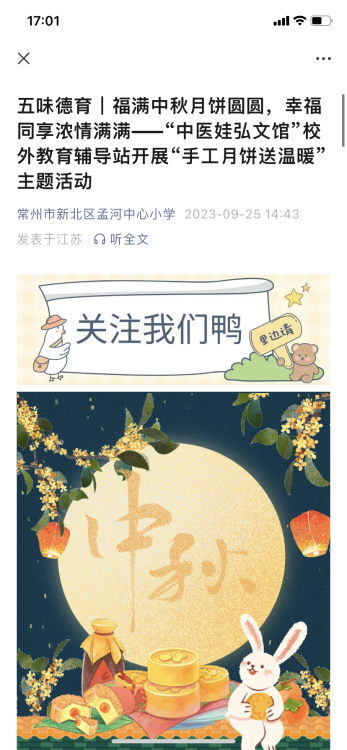 17:01
五味德育｜福满中秋月饼圆圆，幸福
同享浓情满满——“中医娃弘文馆”校
外教育辅导站开展“手工月饼送温暖”
主题活动
常州市新北区孟河中心小学 2023-09-25 14:43
发表于江苏 听全文
关注我们鸭
里边请
中秋